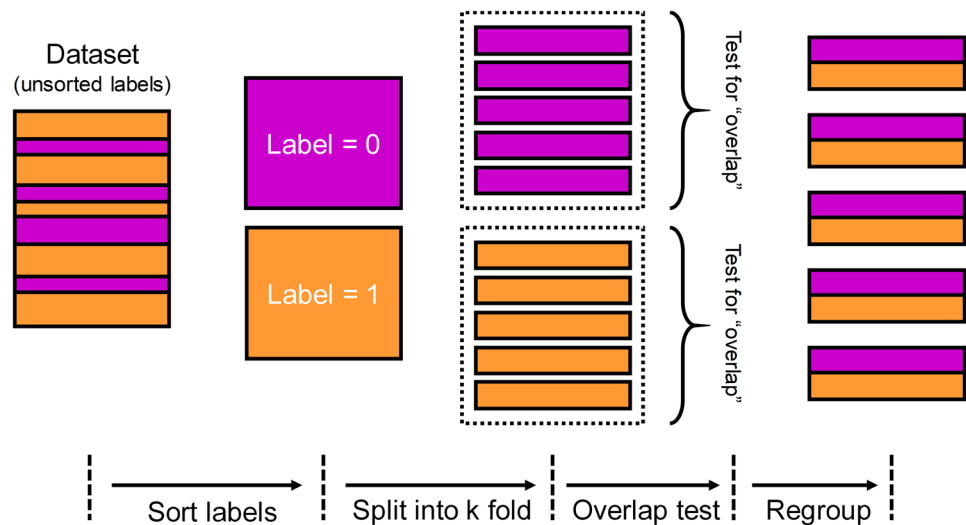 Dataset
(unsorted labels)
Label = 0
Label = 1
Test for “overlap”
Test for “overlap”
Sort labels
Split into k fold
Overlap test
Regroup